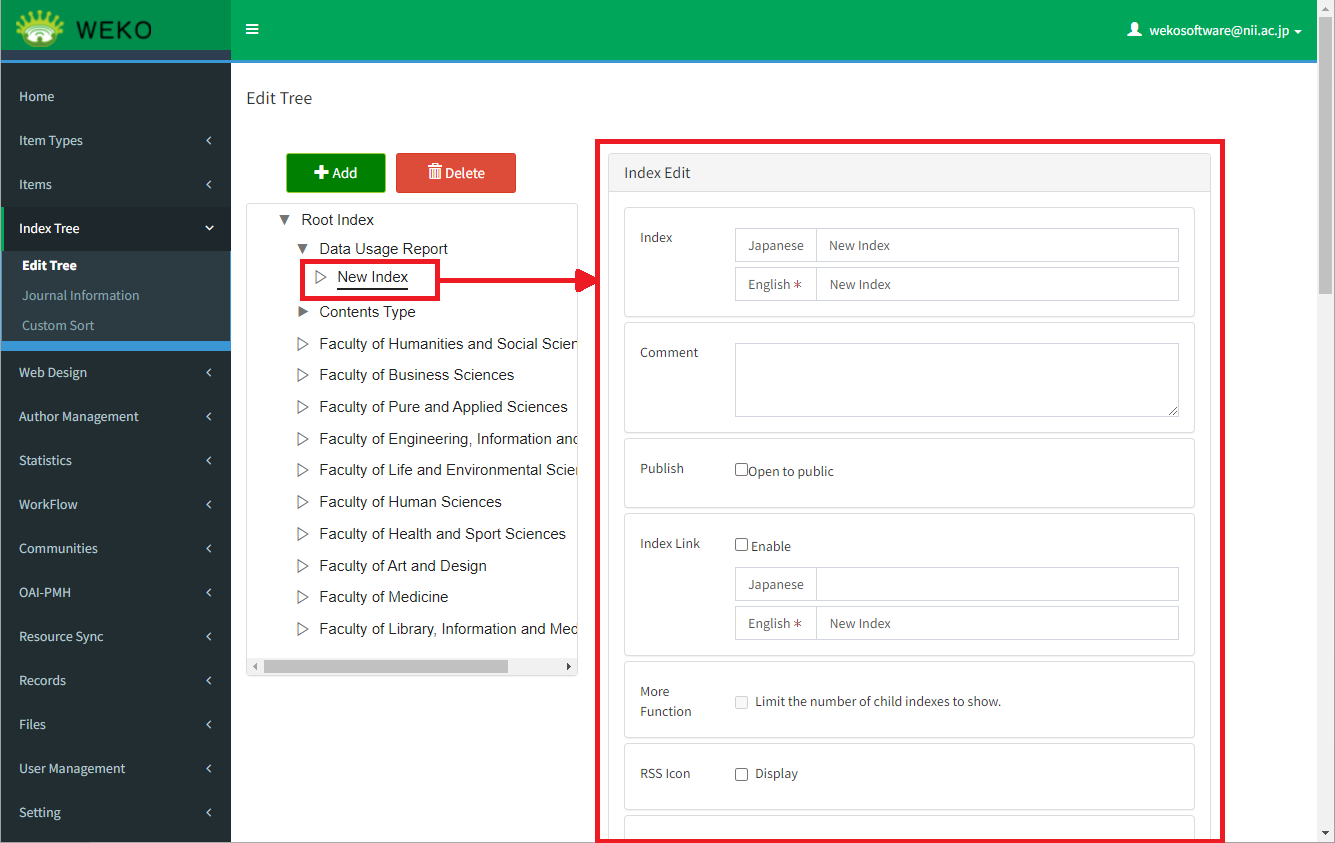 WEKO
wekosoftware@nii.ac.jp
Home
Item Types
Items
Index Tree
Edit Tree
Journal Information
Custom Sort
Web Design
Author Management
Statistics
WorkFlow
Communities
OAI-PMH
Resource Sync
Records
Files
User Management
Setting
Edit Tree
Add
Delete
Root Index
Data Usage Report
New Index
Contents Type
Faculty of Humanities and Social Scien
Faculty of Business Sciences
Faculty of Pure and Applied Sciences
Faculty of Engineering, Information and
Faculty of Life and Environmental Scien
Faculty of Human Sciences
Faculty of Health and Sport Sciences
Faculty of Art and Design
Faculty of Medicine
Faculty of Library, Information and Med
Index Edit
Index
Japanese New Index
English * New Index
Comment
Publish
Open to public
Index Link
Enable
Japanese
English * New Index
More
Function
Limit the number of child indexes to show.
RSS Icon
Display